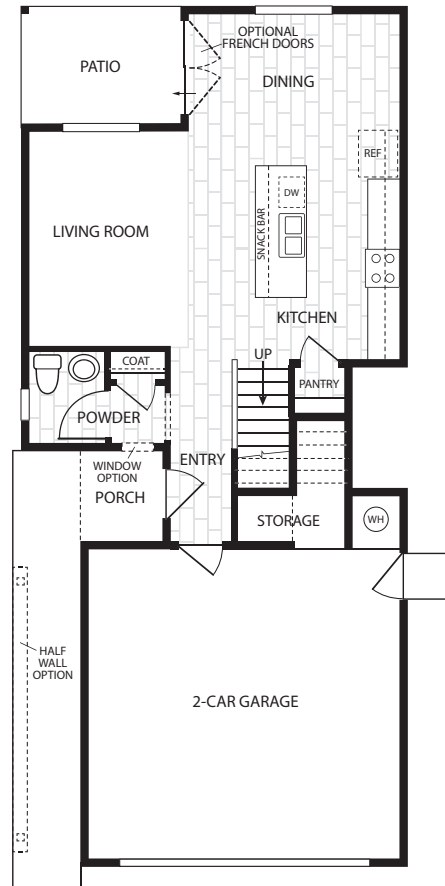 OPTIONAL
FRENCH DOORS
PATIO
DINING
REF
DW
SNACK BAR
LIVING ROOM
KITCHEN
UP
COAT
PANTRY
POWDER
ENTRY
WINDOW
OPTION
PORCH
STORAGE
WH
HALF
WALL
OPTION
2-CAR GARAGE